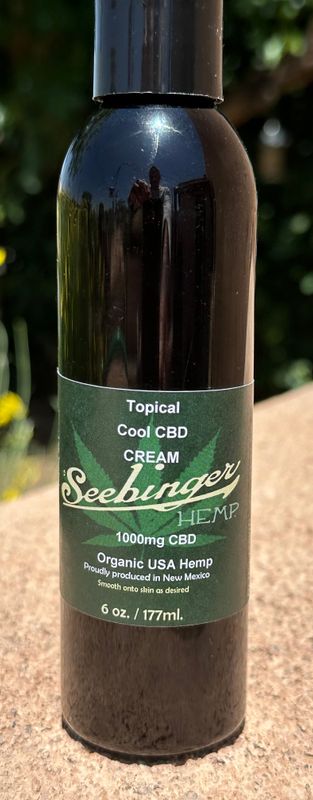 Topical
Cool CBD
CREAM
Seebinger
HEMP
1000mg CBD
Organic USA Hemp
Proudly produced in New Mexico
Smooth onto skin as desired
6 oz. / 177ml.